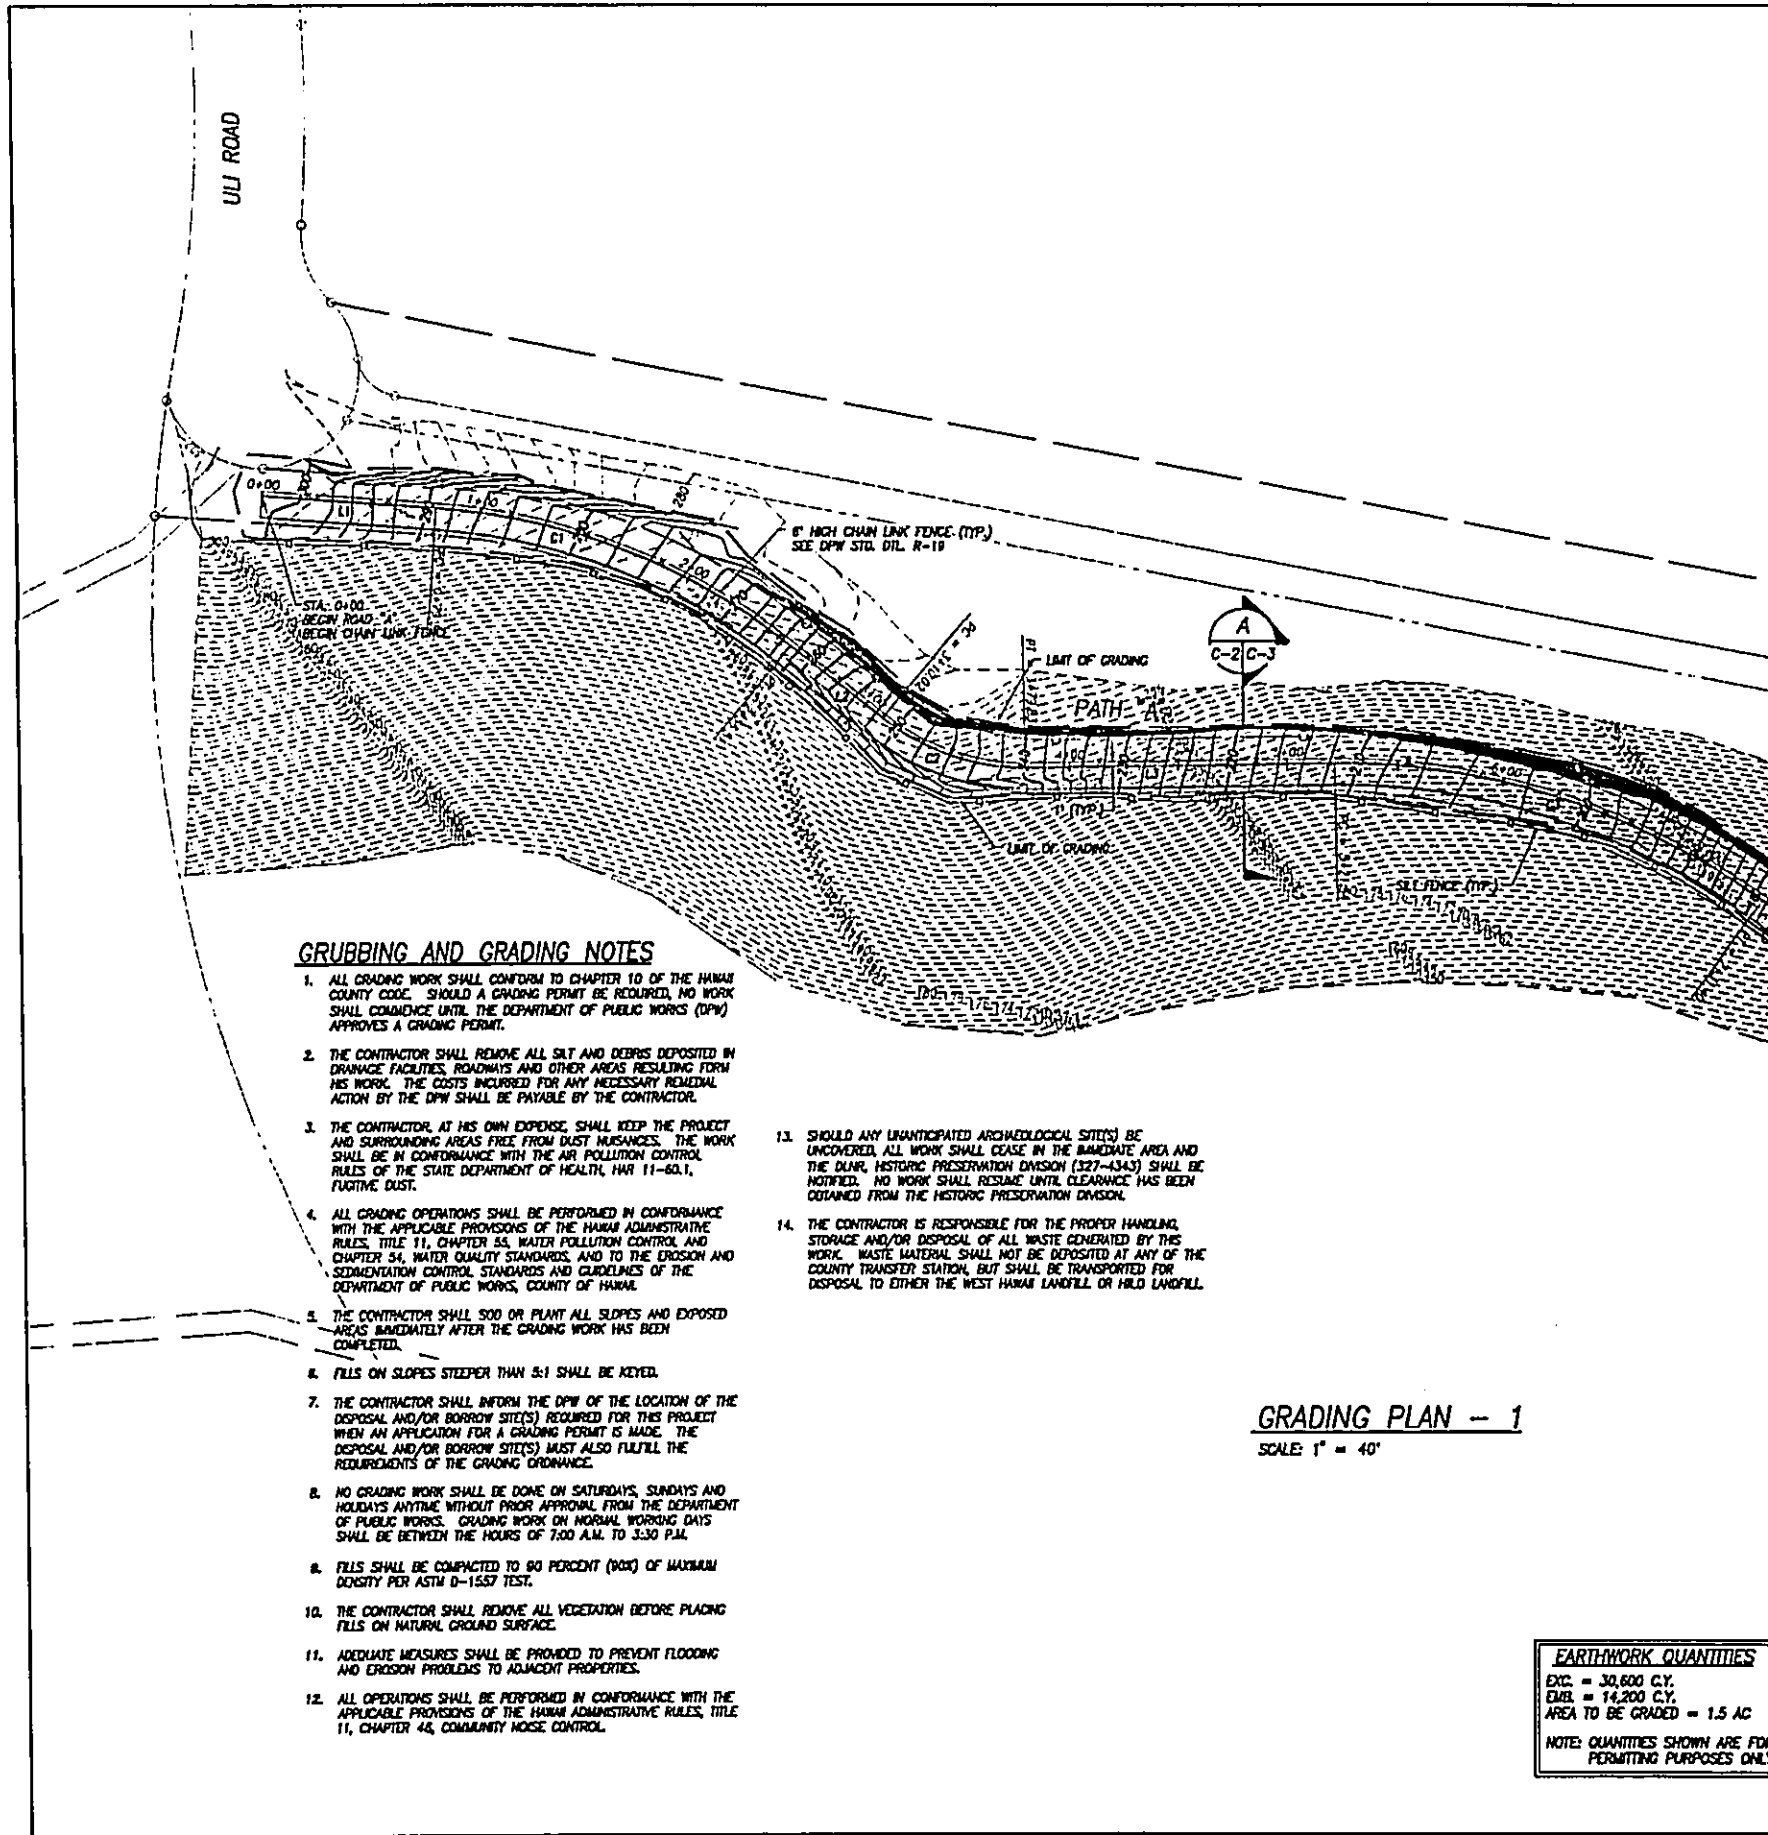 ULI ROAD
0+00
L1
1+00
C1
280
6' HIGH CHAIN LINK FENCE (TYP.)
SEE DPW STD. DTL. R-19
2+00
STA. 0+00
BEGIN ROAD "A"
BEGIN CHAIN LINK FENCE
LIMIT OF GRADING
A
C-2 C-3
PATH "A"
L3
1' (TYP.)
LIMIT OF GRADING
SILT FENCE (TYP.)
GRUBBING AND GRADING NOTES
1. ALL GRADING WORK SHALL CONFORM TO CHAPTER 10 OF THE HAWAII
COUNTY CODE. SHOULD A GRADING PERMIT BE REQUIRED, NO WORK
SHALL COMMENCE UNTIL THE DEPARTMENT OF PUBLIC WORKS (DPW)
APPROVES A GRADING PERMIT.
2. THE CONTRACTOR SHALL REMOVE ALL SILT AND DEBRIS DEPOSITED IN
DRAINAGE FACILITIES, ROADWAYS AND OTHER AREAS RESULTING FORM
HIS WORK. THE COSTS INCURRED FOR ANY NECESSARY REMEDIAL
ACTION BY THE DPW SHALL BE PAYABLE BY THE CONTRACTOR.
3. THE CONTRACTOR, AT HIS OWN EXPENSE, SHALL KEEP THE PROJECT
AND SURROUNDING AREAS FREE FROM DUST NUISANCES. THE WORK
SHALL BE IN CONFORMANCE WITH THE AIR POLLUTION CONTROL
RULES OF THE STATE DEPARTMENT OF HEALTH, HAR 11-60.1,
FUGITIVE DUST.
4. ALL GRADING OPERATIONS SHALL BE PERFORMED IN CONFORMANCE
WITH THE APPLICABLE PROVISIONS OF THE HAWAII ADMINISTRATIVE
RULES, TITLE 11, CHAPTER 55, WATER POLLUTION CONTROL AND
CHAPTER 54, WATER QUALITY STANDARDS, AND TO THE EROSION AND
SEDIMENTATION CONTROL STANDARDS AND GUIDELINES OF THE
DEPARTMENT OF PUBLIC WORKS, COUNTY OF HAWAII.
5. THE CONTRACTOR SHALL SOD OR PLANT ALL SLOPES AND EXPOSED
AREAS IMMEDIATELY AFTER THE GRADING WORK HAS BEEN
COMPLETED.
6. FILLS ON SLOPES STEEPER THAN 5:1 SHALL BE KEYED.
7. THE CONTRACTOR SHALL INFORM THE DPW OF THE LOCATION OF THE
DISPOSAL AND/OR BORROW SITE(S) REQUIRED FOR THIS PROJECT
WHEN AN APPLICATION FOR A GRADING PERMIT IS MADE. THE
DISPOSAL AND/OR BORROW SITE(S) MUST ALSO FULFILL THE
REQUIREMENTS OF THE GRADING ORDINANCE.
8. NO GRADING WORK SHALL BE DONE ON SATURDAYS, SUNDAYS AND
HOLIDAYS ANYTIME WITHOUT PRIOR APPROVAL FROM THE DEPARTMENT
OF PUBLIC WORKS. GRADING WORK ON NORMAL WORKING DAYS
SHALL BE BETWEEN THE HOURS OF 7:00 A.M. TO 3:30 P.M.
9. FILLS SHALL BE COMPACTED TO 90 PERCENT (90%) OF MAXIMUM
DENSITY PER ASTM D-1557 TEST.
10. THE CONTRACTOR SHALL REMOVE ALL VEGETATION BEFORE PLACING
FILLS ON NATURAL GROUND SURFACE.
11. ADEQUATE MEASURES SHALL BE PROVIDED TO PREVENT FLOODING
AND EROSION PROBLEMS TO ADJACENT PROPERTIES.
12. ALL OPERATIONS SHALL BE PERFORMED IN CONFORMANCE WITH THE
APPLICABLE PROVISIONS OF THE HAWAII ADMINISTRATIVE RULES, TITLE
11, CHAPTER 46, COMMUNITY NOISE CONTROL.
13. SHOULD ANY UNANTICIPATED ARCHAEOLOGICAL SITE(S) BE
UNCOVERED, ALL WORK SHALL CEASE IN THE IMMEDIATE AREA AND
THE DLNR, HISTORIC PRESERVATION DIVISION (327-4343) SHALL BE
NOTIFIED. NO WORK SHALL RESUME UNTIL CLEARANCE HAS BEEN
OBTAINED FROM THE HISTORIC PRESERVATION DIVISION.
14. THE CONTRACTOR IS RESPONSIBLE FOR THE PROPER HANDLING,
STORAGE AND/OR DISPOSAL OF ALL WASTE GENERATED BY THIS
WORK. WASTE MATERIAL SHALL NOT BE DEPOSITED AT ANY OF THE
COUNTY TRANSFER STATION, BUT SHALL BE TRANSPORTED FOR
DISPOSAL TO EITHER THE WEST HAWAII LANDFILL OR HILO LANDFILL.
GRADING PLAN - 1
SCALE: 1" = 40'
EARTHWORK QUANTITIES
EXC. = 30,600 C.Y.
EMB. = 14,200 C.Y.
AREA TO BE GRADED = 1.5 AC
NOTE: QUANTITIES SHOWN ARE FOR
PERMITTING PURPOSES ONLY